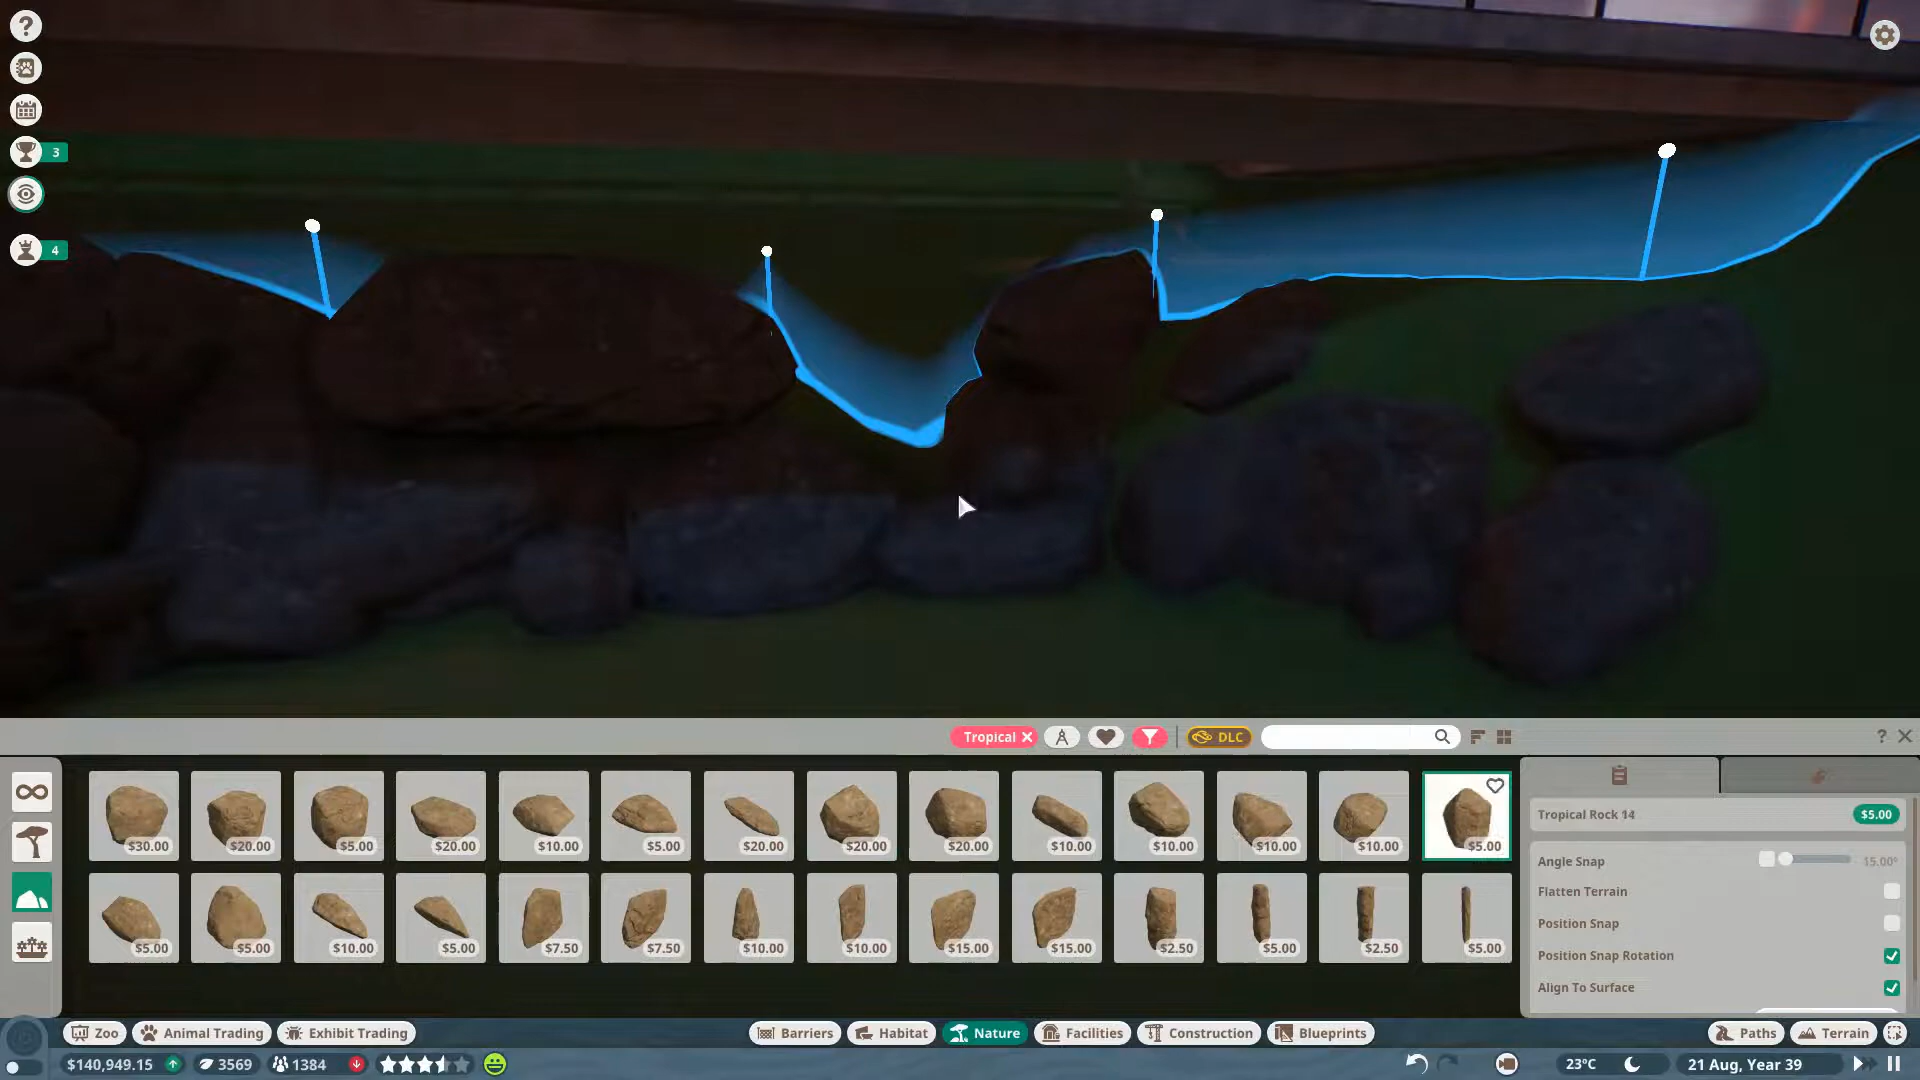 ?
3
4
Tropical ×
DLC
?
$30.00 $20.00 $5.00 $20.00 $10.00 $5.00 $20.00 $20.00 $20.00 $10.00 $10.00 $10.00 $10.00 $5.00
$5.00 $5.00 $10.00 $5.00 $7.50 $7.50 $10.00 $10.00 $15.00 $15.00 $2.50 $5.00 $2.50 $5.00
Tropical Rock 14 $5.00
Angle Snap 15.00°
Flatten Terrain
Position Snap
Position Snap Rotation
Align To Surface
Zoo Animal Trading Exhibit Trading Barriers Habitat Nature Facilities Construction Blueprints Paths Terrain
$140,949.15 3569 1384 23°C 21 Aug, Year 39